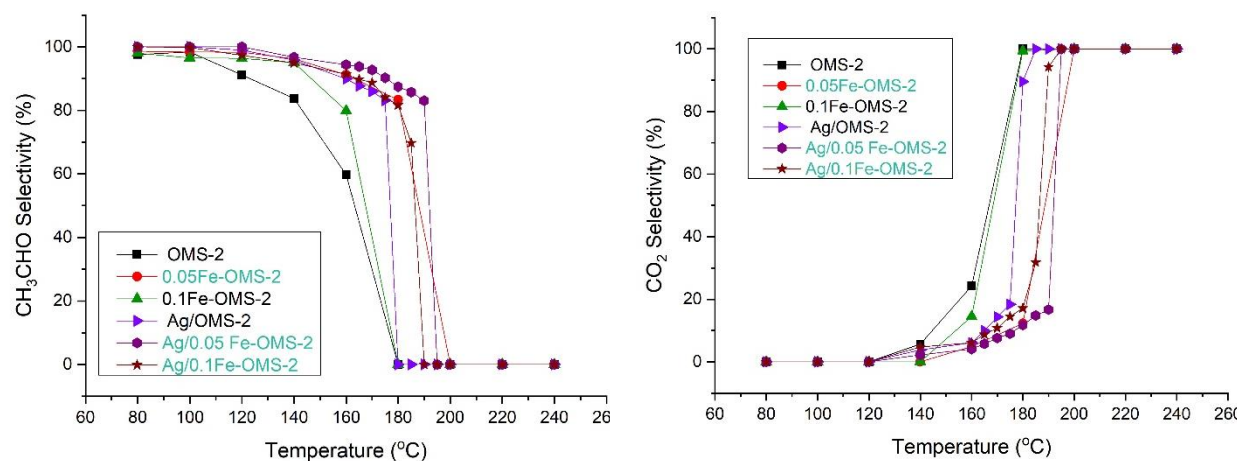 CH₃CHO Selectivity (%)
100
80
60
40
20
0
OMS-2
0.05Fe-OMS-2
0.1Fe-OMS-2
Ag/OMS-2
Ag/0.05 Fe-OMS-2
Ag/0.1Fe-OMS-2
60 80 100 120 140 160 180 200 220 240 26
Temperature (°C)
CO₂ Selectivity (%)
100
80
60
40
20
0
OMS-2
0.05Fe-OMS-2
0.1Fe-OMS-2
Ag/OMS-2
Ag/0.05 Fe-OMS-2
Ag/0.1Fe-OMS-2
60 80 100 120 140 160 180 200 220 240 260
Temperature (°C)